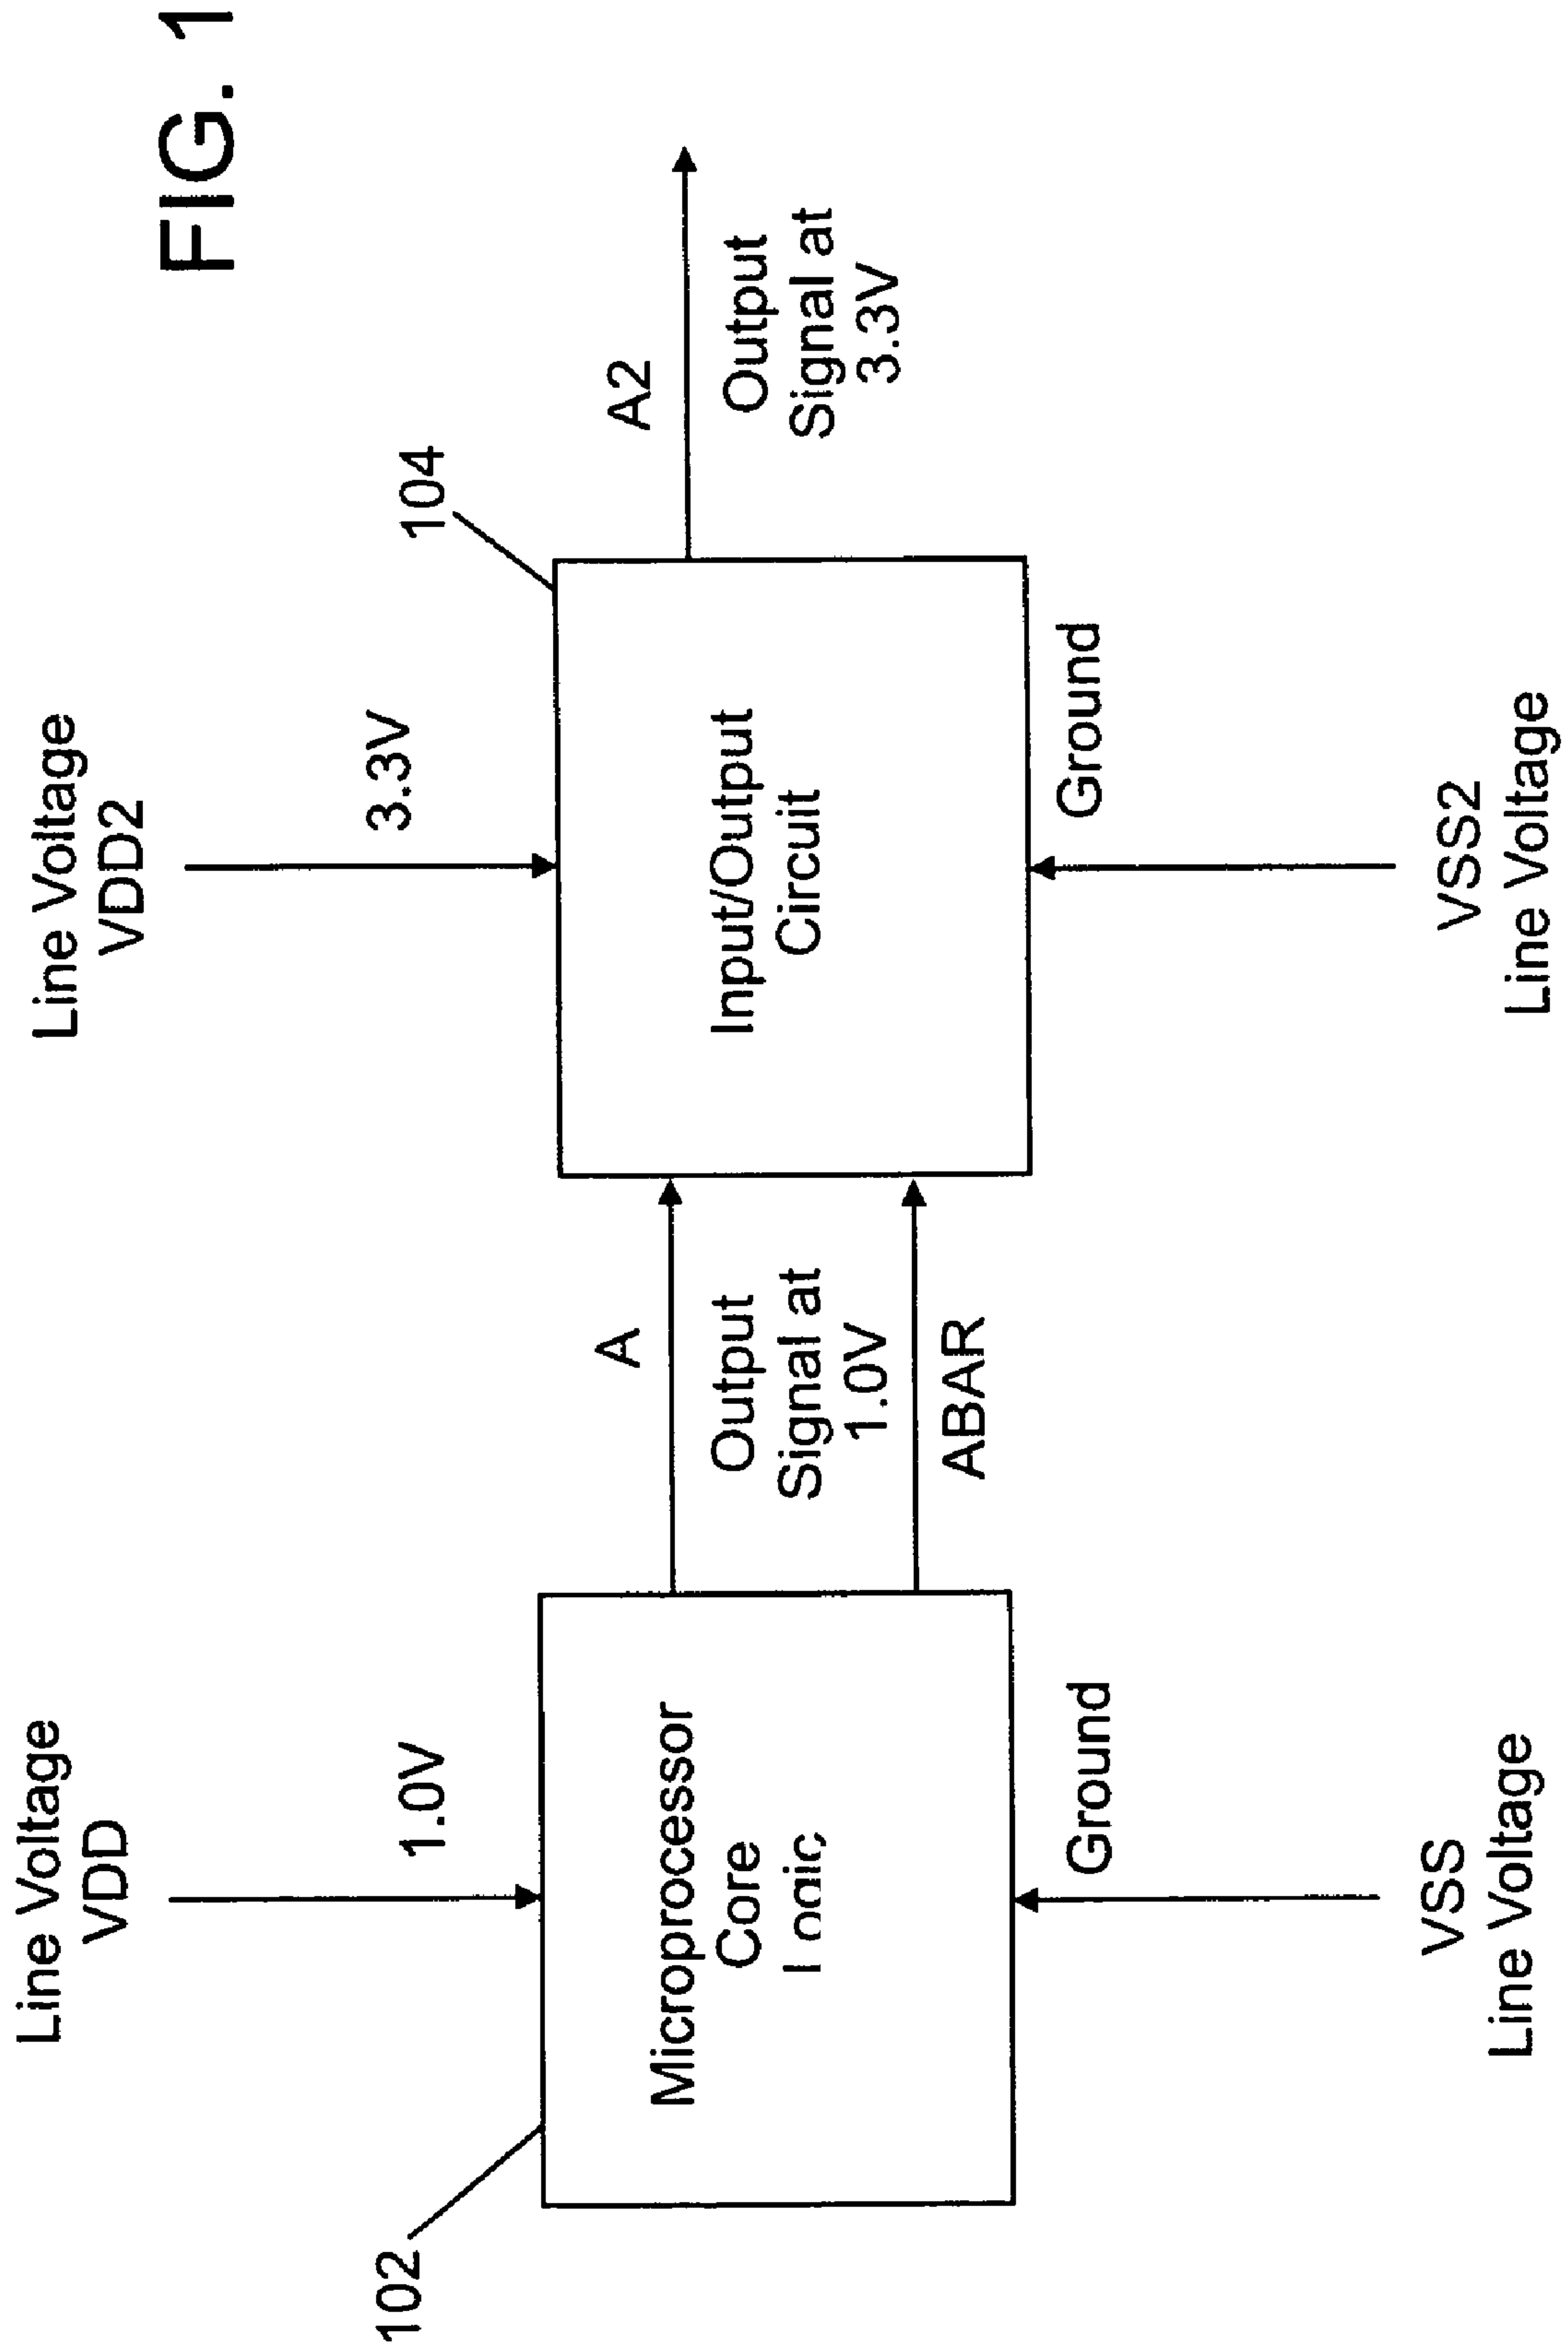 FIG. 1
Line Voltage
VDD
1.0V
102
Microprocessor
Core
Logic
Ground
VSS
Line Voltage
A
Output
Signal at
1.0V
ABAR
Line Voltage
VDD2
3.3V
104
Input/Output
Circuit
Ground
VSS2
Line Voltage
A2
Output
Signal at
3.3V